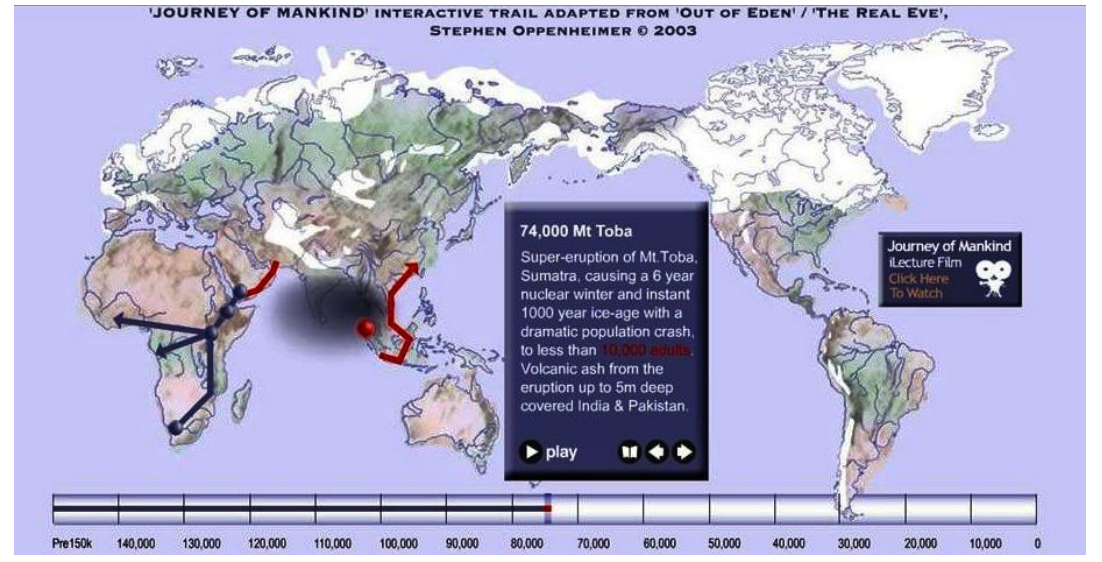 'JOURNEY OF MANKIND' INTERACTIVE TRAIL ADAPTED FROM 'OUT OF EDEN' / 'THE REAL EVE',
STEPHEN OPPENHEIMER © 2003
74,000 Mt Toba
Super-eruption of Mt.Toba,
Sumatra, causing a 6 year
nuclear winter and instant
1000 year ice-age with a
dramatic population crash,
to less than 10,000 adults.
Volcanic ash from the
eruption up to 5m deep
covered India & Pakistan.
play
Journey of Mankind
iLecture Film
Click Here
To Watch
Pre150k 140,000 130,000 120,000 110,000 100,000 90,000 80,000 70,000 60,000 50,000 40,000 30,000 20,000 10,000 0